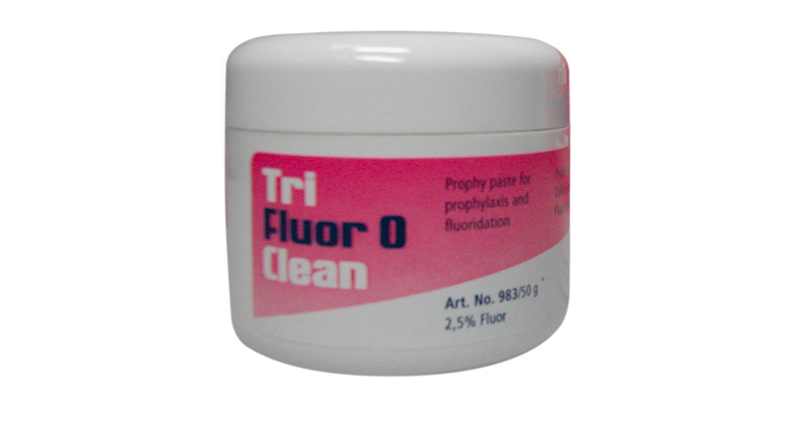 Tri
Fluor O
Clean
Prophy paste for
prophylaxis and
fluoridation
Art. No. 983/50 g
2,5% Fluor